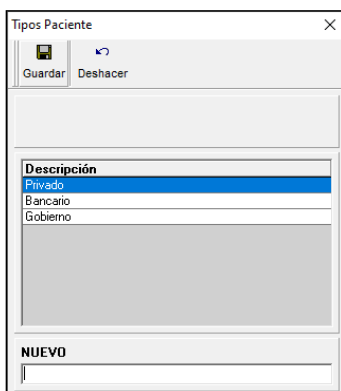 Tipos Paciente
Guardar Deshacer
Descripción
Privado
Bancario
Gobierno
NUEVO